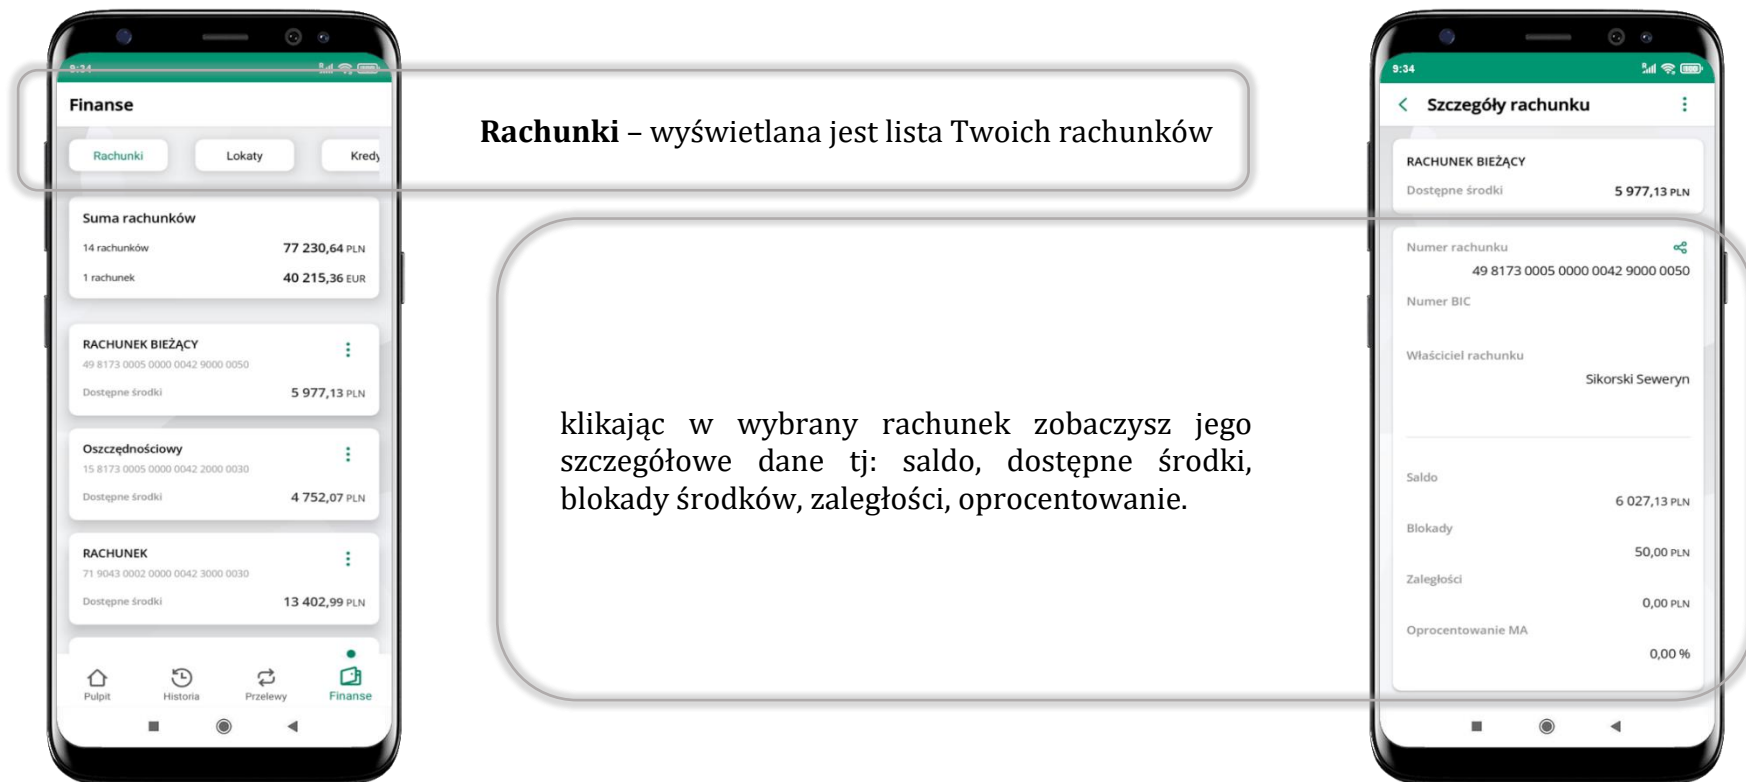 9:34
Finanse
Rachunki
Lokaty
Kredy
Suma rachunków
14 rachunków 77 230,64 PLN
1 rachunek 40 215,36 EUR
RACHUNEK BIEŻĄCY
49 8173 0005 0000 0042 9000 0050
Dostępne środki 5 977,13 PLN
Oszczędnościowy
15 8173 0005 0000 0042 2000 0030
Dostępne środki 4 752,07 PLN
RACHUNEK
71 9043 0002 0000 0042 3000 0030
Dostępne środki 13 402,99 PLN
Pulpit
Historia
Przelewy
Finanse
Rachunki – wyświetlana jest lista Twoich rachunków
klikając w wybrany rachunek zobaczysz jego
szczegółowe dane tj: saldo, dostępne środki,
blokady środków, zaległości, oprocentowanie.
9:34
Szczegóły rachunku
RACHUNEK BIEŻĄCY
Dostępne środki 5 977,13 PLN
Numer rachunku
49 8173 0005 0000 0042 9000 0050
Numer BIC
Właściciel rachunku
Sikorski Seweryn
Saldo
6 027,13 PLN
Blokady
50,00 PLN
Zaległości
0,00 PLN
Oprocentowanie MA
0,00 %